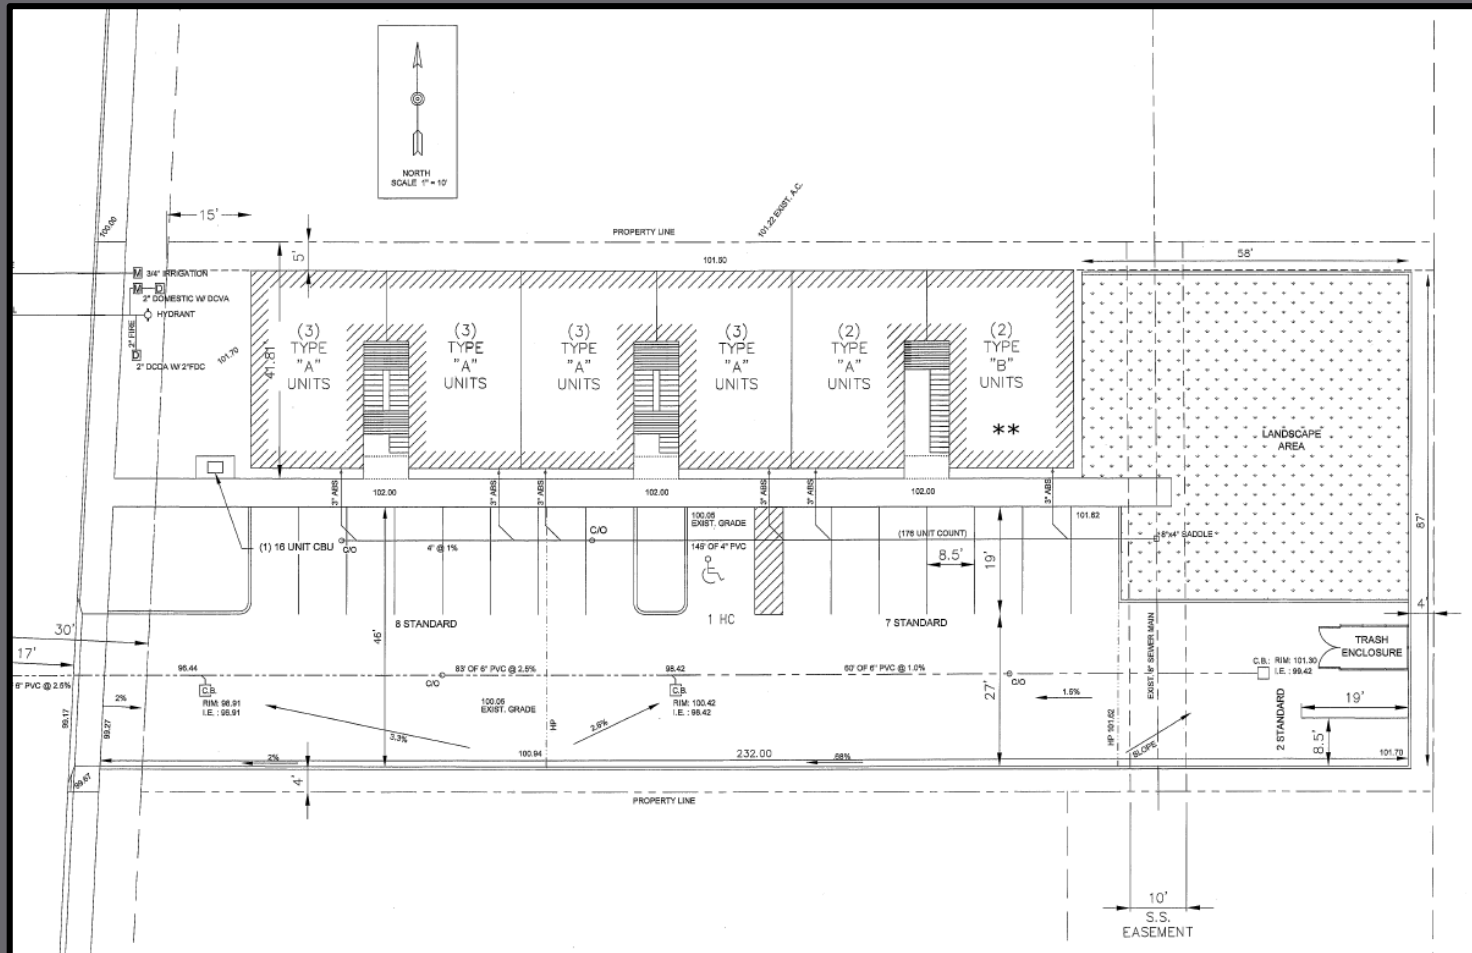 NORTH
SCALE 1" = 10'
100.00
15'
PROPERTY LINE
101.22 EXIST. A.C.
5'
101.60
58'
3/4" IRRIGATION
M
M
D
2" DOMESTIC W/ DCVA
HYDRANT
2" FIRE
D
2" DCDA W/ 2"FDC
101.70
41.81'
(3)
TYPE
"A"
UNITS
(3)
TYPE
"A"
UNITS
(3)
TYPE
"A"
UNITS
(3)
TYPE
"A"
UNITS
(2)
TYPE
"A"
UNITS
(2)
TYPE
"B"
UNITS
**
LANDSCAPE
AREA
87'
3" ABS
102.00
3" ABS
3" ABS
102.00
3" ABS
3" ABS
102.00
3" ABS
101.62
(1) 16 UNIT CBU
C/O
4" @ 1%
C/O
100.06
EXIST. GRADE
148' OF 4" PVC
(176 UNIT COUNT)
8.5'
19'
8"x4" SADDLE
1 HC
8 STANDARD
7 STANDARD
4'
30'
17'
46'
27'
EXIST. 8" SEWER MAIN
TRASH
ENCLOSURE
6" PVC @ 2.5%
96.44
83' OF 6" PVC @ 2.5%
98.42
60' OF 6" PVC @ 1.0%
C.B.: RIM: 101.30
I.E. : 99.42
C/O
C/O
C.B.
RIM: 98.91
I.E. : 95.91
C.B.
RIM: 100.42
I.E. : 98.42
100.06
EXIST. GRADE
2%
99.17
99.27
3.3%
HP
2.6%
1.5%
HP 101.62
SLOPE
2 STANDARD
19'
8.5'
2%
100.94
232.00
.68%
101.70
99.67
4'
PROPERTY LINE
10'
S.S.
EASEMENT